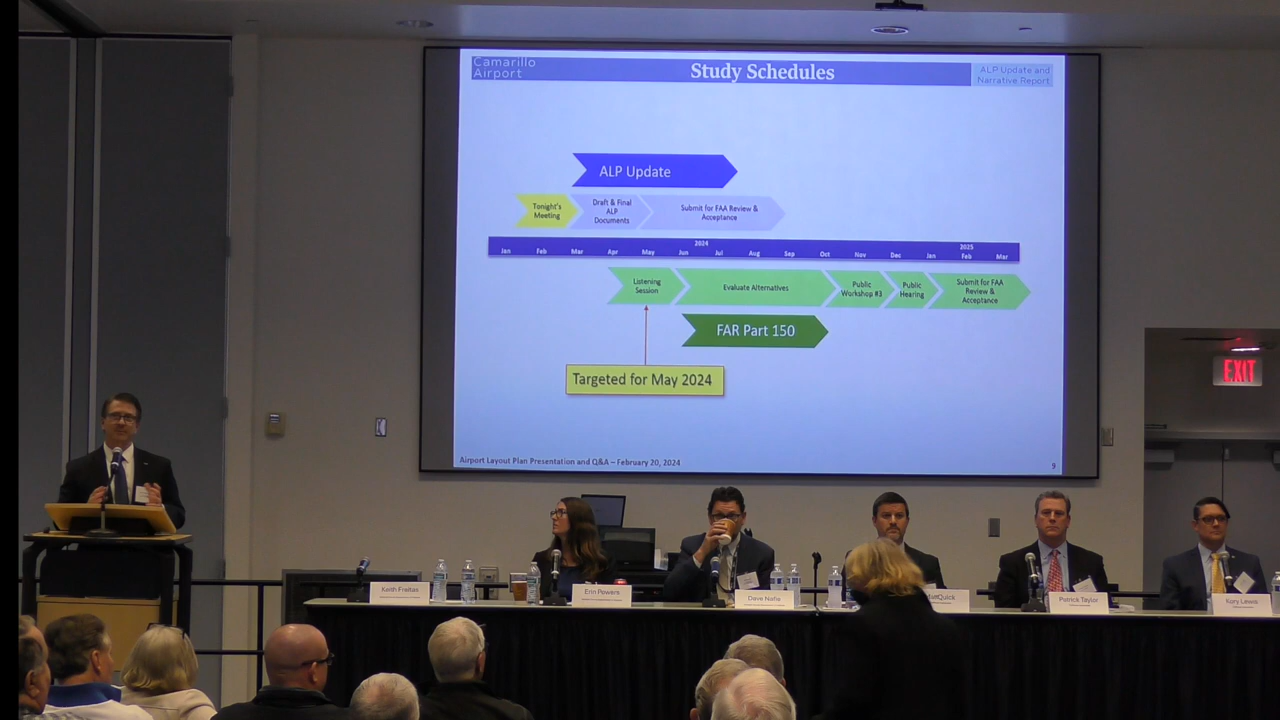 Camarillo
Airport
Study Schedules
ALP Update and
Narrative Report
ALP Update
Tonight's
Meeting
Draft & Final
ALP
Documents
Submit for FAA Review &
Acceptance
2024
2025
Jan Feb Mar Apr May Jun Jul Aug Sep Oct Nov Dec Jan Feb Mar
Listening
Session
Evaluate Alternatives
Public
Workshop #3
Public
Hearing
Submit for FAA
Review &
Acceptance
FAR Part 150
Targeted for May 2024
Airport Layout Plan Presentation and Q&A – February 20, 2024
9
EXIT
Keith Freitas
Erin Powers
Dave Nafie
Quick
Patrick Taylor
Kory Lewis